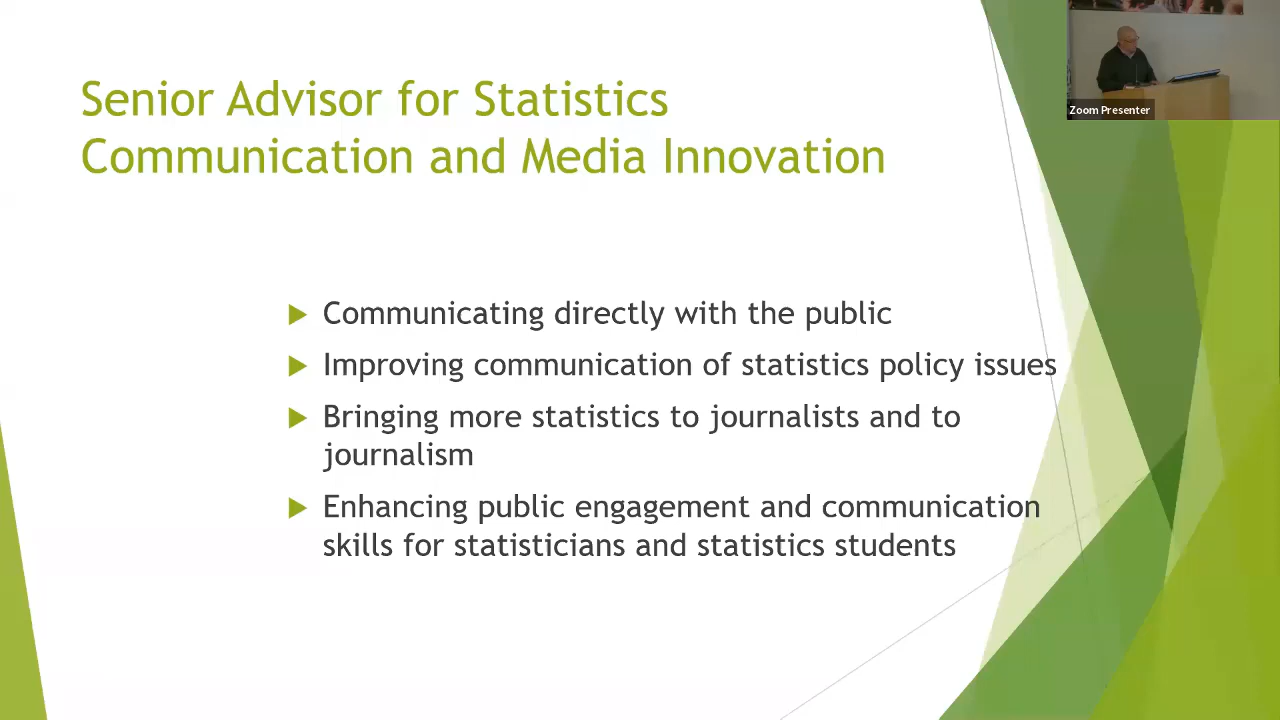 Senior Advisor for Statistics
Communication and Media Innovation
Communicating directly with the public
Improving communication of statistics policy issues
Bringing more statistics to journalists and to
journalism
Enhancing public engagement and communication
skills for statisticians and statistics students
Zoom Presenter